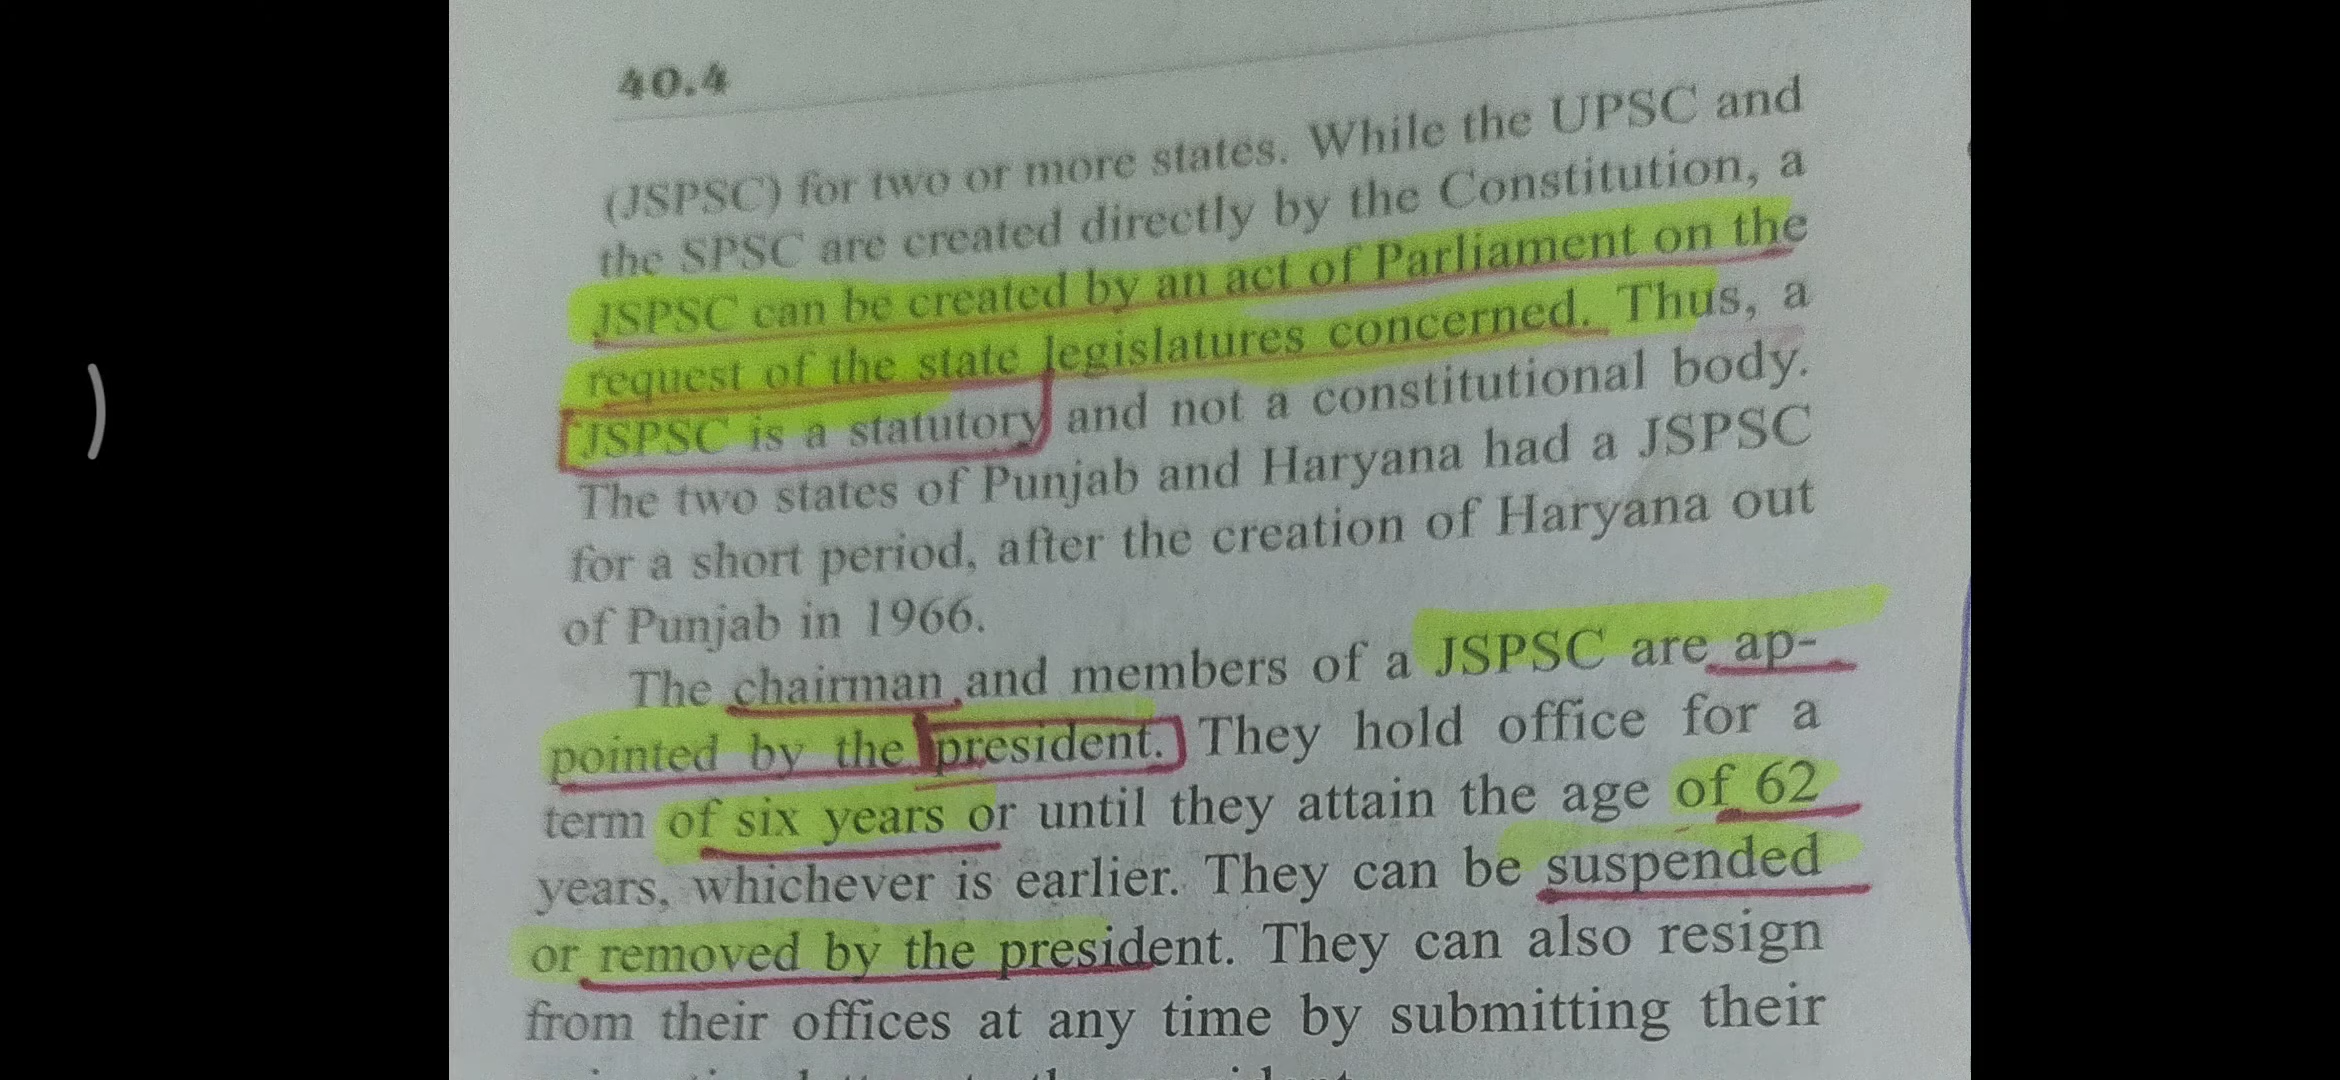 40.4
(JSPSC) for two or more states. While the UPSC and
the SPSC are created directly by the Constitution, a
JSPSC can be created by an act of Parliament on the
request of the state legislatures concerned. Thus, a
JSPSC is a statutory and not a constitutional body.
The two states of Punjab and Haryana had a JSPSC
for a short period, after the creation of Haryana out
of Punjab in 1966.
The chairman and members of a JSPSC are ap-
pointed by the president. They hold office for a
term of six years or until they attain the age of 62
years, whichever is earlier. They can be suspended
or removed by the president. They can also resign
from their offices at any time by submitting their